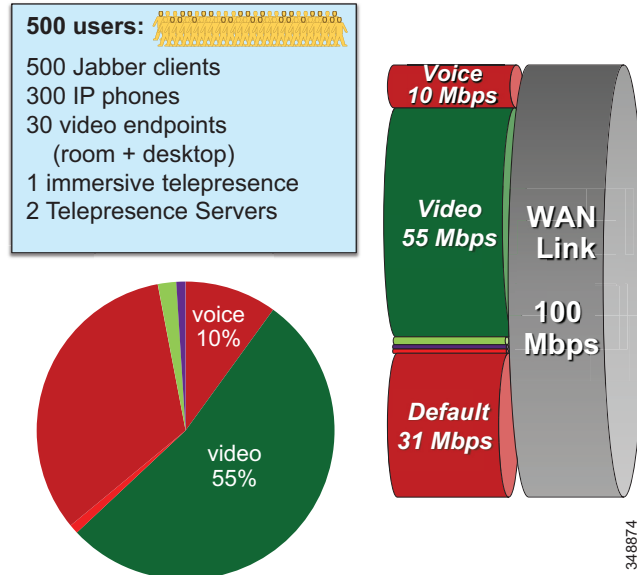 500 users:
500 Jabber clients
300 IP phones
30 video endpoints
(room + desktop)
1 immersive telepresence
2 Telepresence Servers
voice
10%
video
55%
Voice
10 Mbps
Video
55 Mbps
Default
31 Mbps
WAN
Link
100
Mbps
348874